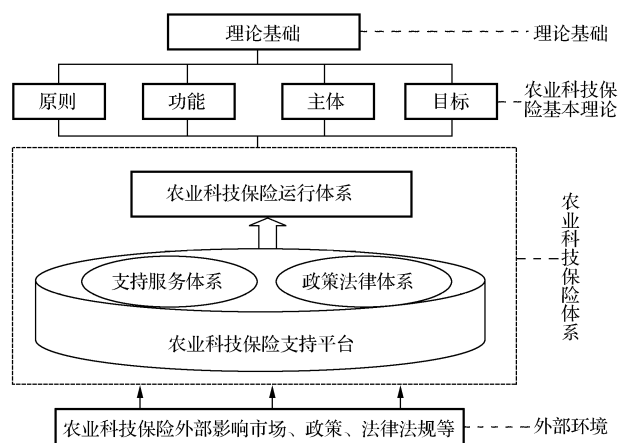 理论基础
理论基础
原则
功能
主体
目标
农业科技保
险基本理论
农业科技保险运行体系
农业科技保险体系
支持服务体系
政策法律体系
农业科技保险支持平台
农业科技保险外部影响市场、政策、法律法规等
外部环境